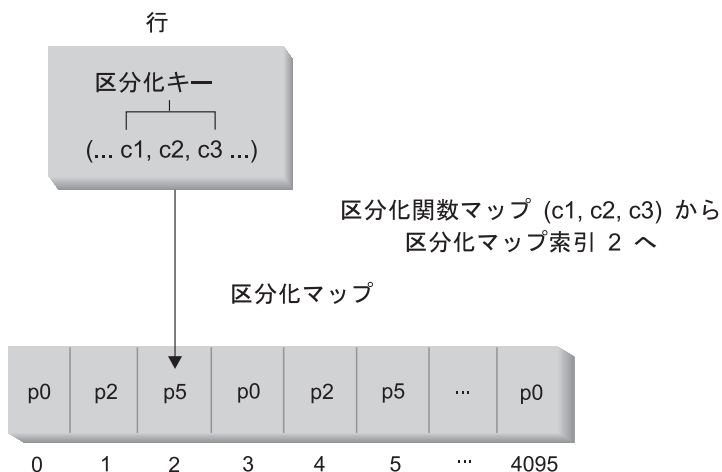 行
区分化キー
(... c1, c2, c3 ...)
区分化関数マップ (c1, c2, c3) から
区分化マップ索引 2 へ
区分化マップ
p0 p2 p5 p0 p2 p5 ... p0
0 1 2 3 4 5 ... 4095